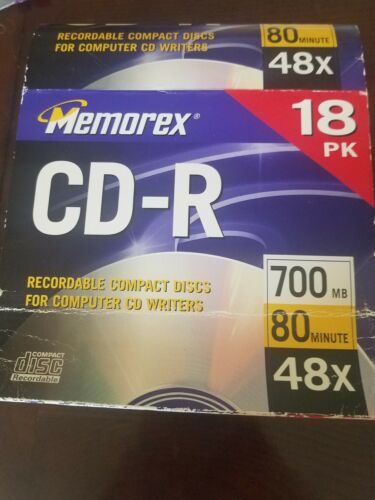 RECORDABLE COMPACT DISCS
FOR COMPUTER CD WRITERS
80 MINUTE
48X
Memorex®
18
PK
CD-R
RECORDABLE COMPACT DISCS
FOR COMPUTER CD WRITERS
700 MB
80 MINUTE
48X
COMPACT
disc
Recordable